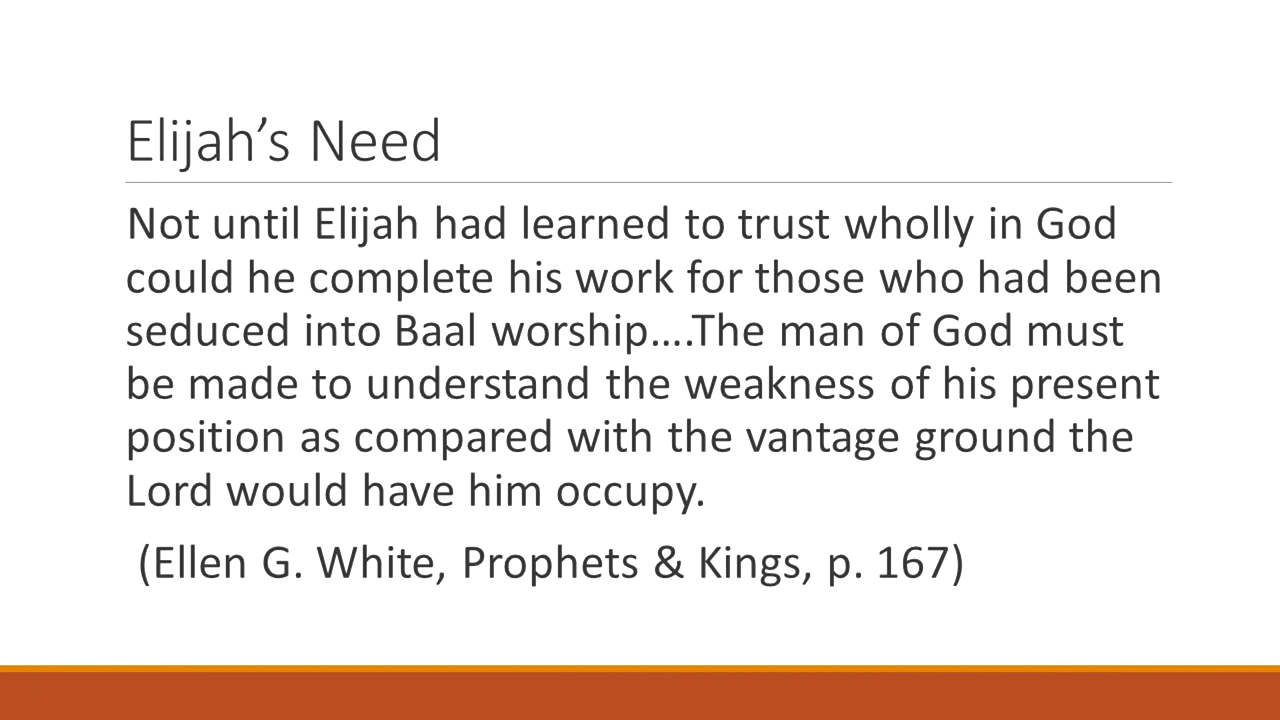 Elijah’s Need
Not until Elijah had learned to trust wholly in God
could he complete his work for those who had been
seduced into Baal worship….The man of God must
be made to understand the weakness of his present
position as compared with the vantage ground the
Lord would have him occupy.
(Ellen G. White, Prophets & Kings, p. 167)